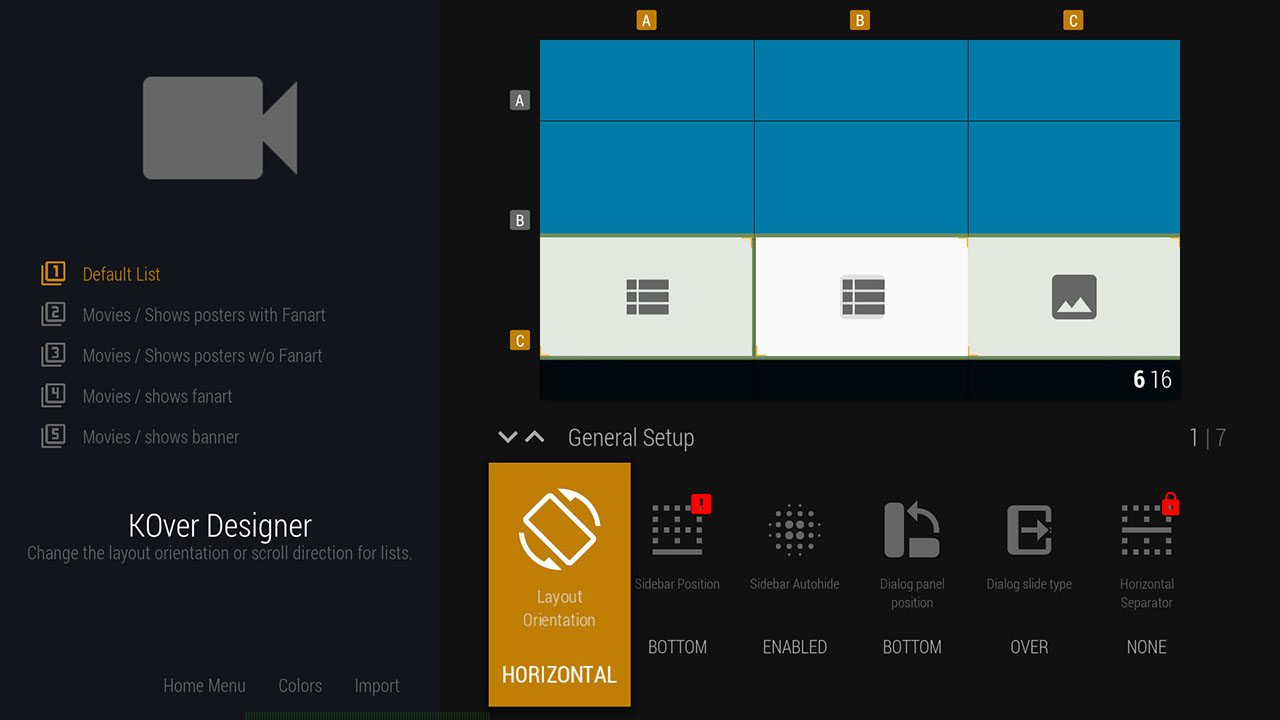 1 Default List
2 Movies / Shows posters with Fanart
3 Movies / Shows posters w/o Fanart
4 Movies / shows fanart
5 Movies / shows banner
KOver Designer
Change the layout orientation or scroll direction for lists.
Home Menu Colors Import
A B C
A
B
C
6 16
General Setup 1 | 7
Layout
Orientation
HORIZONTAL
Sidebar Position
BOTTOM
Sidebar Autohide
ENABLED
Dialog panel
position
BOTTOM
Dialog slide type
OVER
Horizontal
Separator
NONE